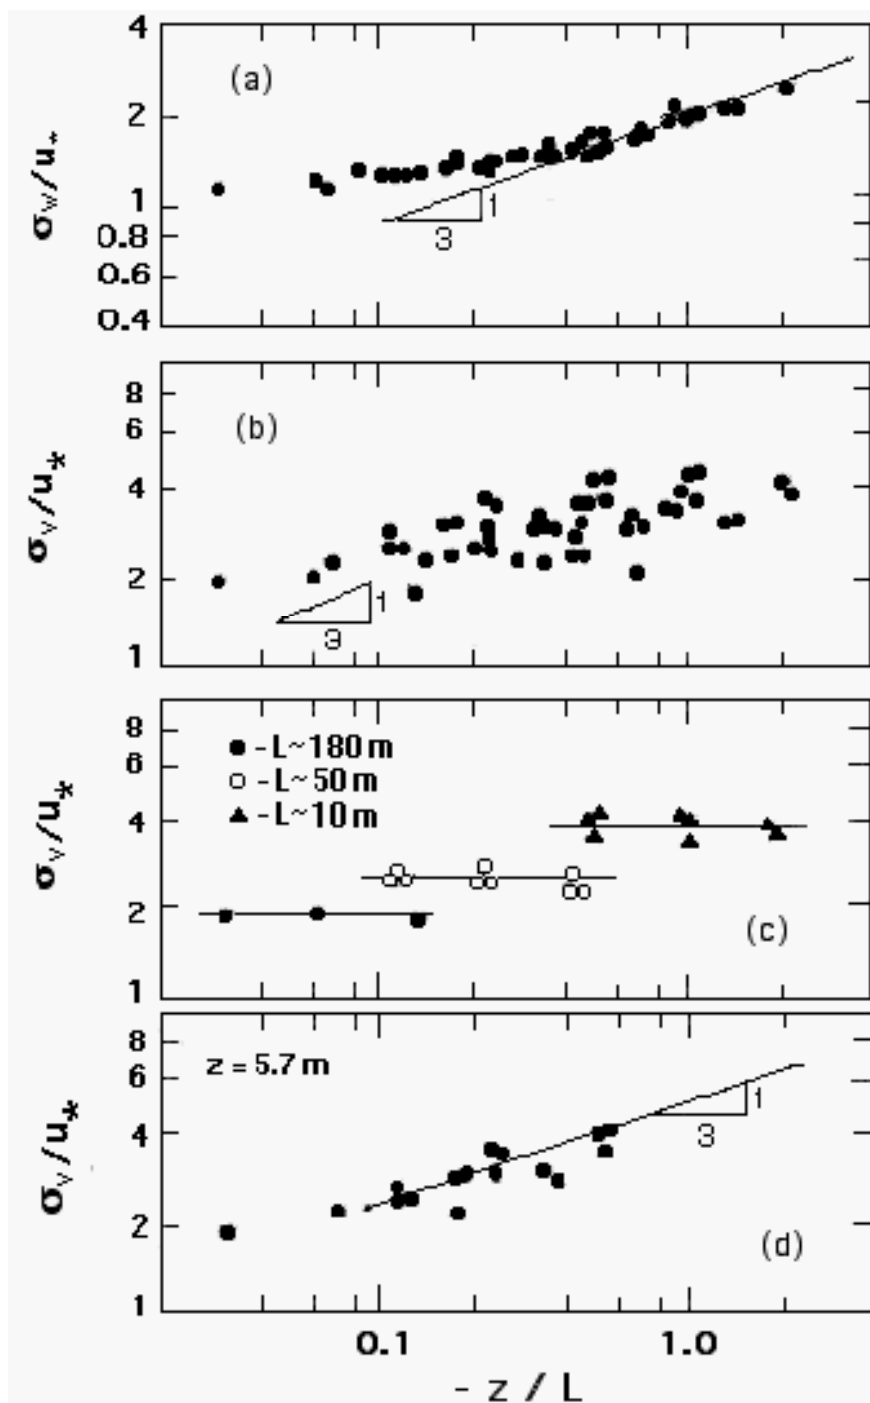 4
(a)
2
1
0.8
0.6
0.4
σw/u*
1
3
8
(b)
6
4
2
1
σv/u*
1
3
8
● - L ~ 180 m
6
○ - L ~ 50 m
▲ - L ~ 10 m
4
2
(c)
1
σv/u*
8
z = 5.7 m
6
4
2
(d)
1
σv/u*
1
3
0.1 1.0
- z / L